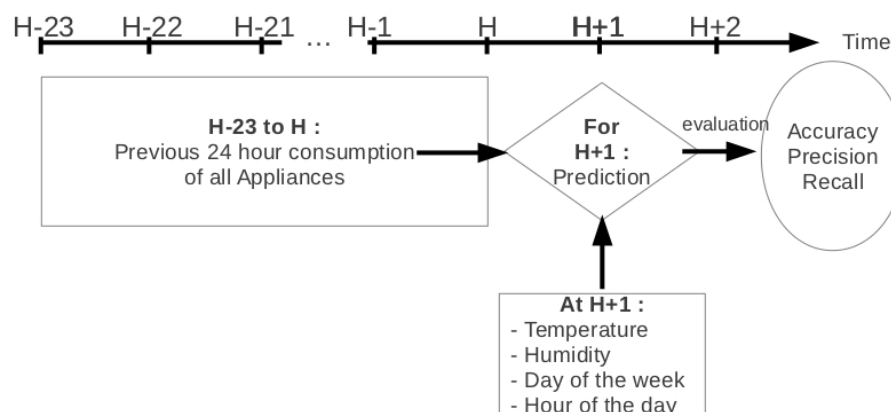 H-23 H-22 H-21 ... H-1 H H+1 H+2
Time
H-23 to H :
Previous 24 hour consumption
of all Appliances
For
H+1 :
Prediction
evaluation
Accuracy
Precision
Recall
At H+1 :
- Temperature
- Humidity
- Day of the week
- Hour of the day